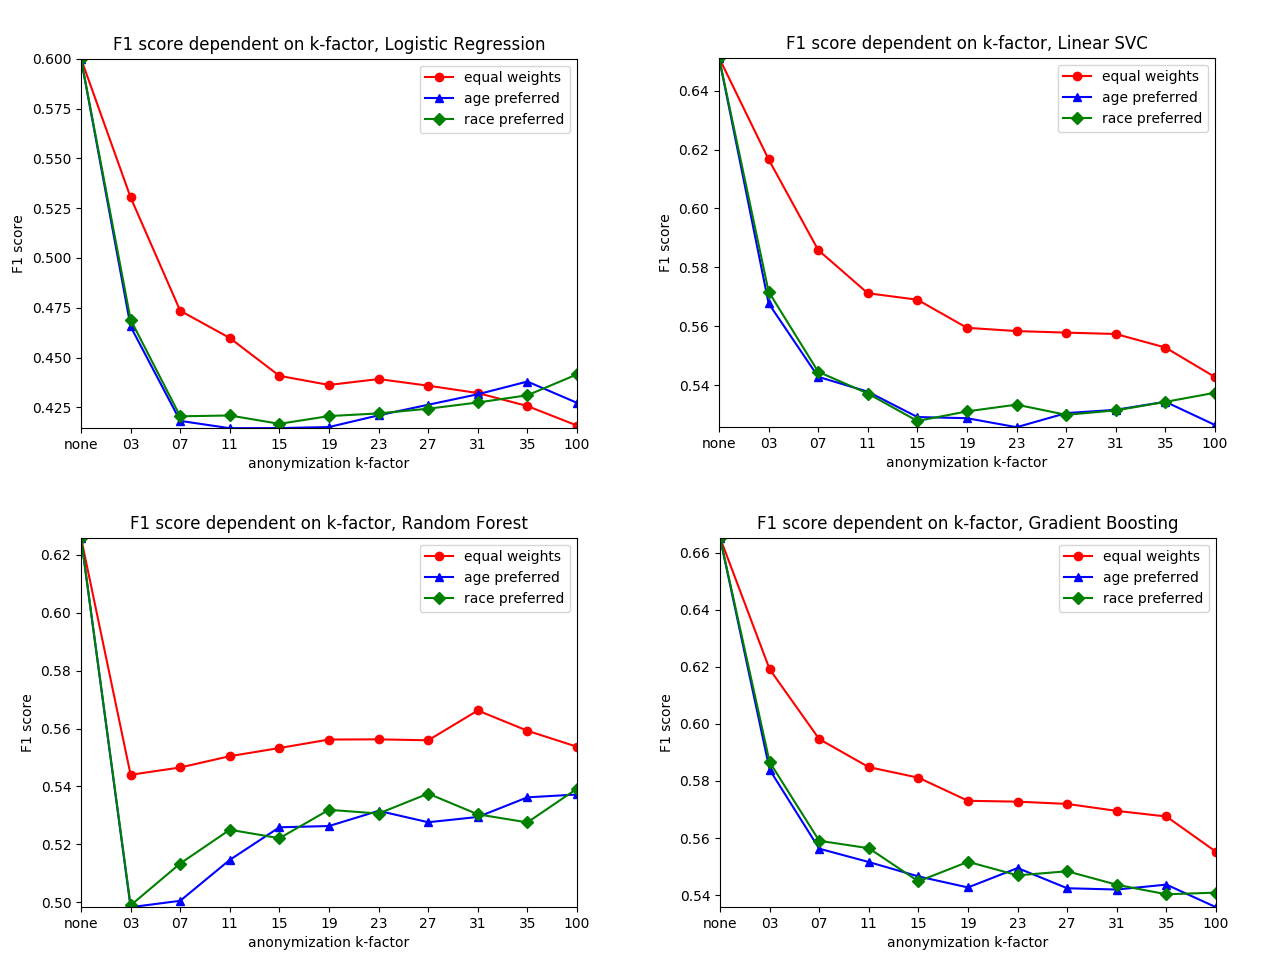 F1 score dependent on k-factor, Logistic Regression
0.600
0.575
0.550
0.525
0.500
0.475
0.450
0.425
F1 score
equal weights
age preferred
race preferred
none 03 07 11 15 19 23 27 31 35 100
anonymization k-factor
F1 score dependent on k-factor, Linear SVC
0.64
0.62
0.60
0.58
0.56
0.54
F1 score
equal weights
age preferred
race preferred
none 03 07 11 15 19 23 27 31 35 100
anonymization k-factor
F1 score dependent on k-factor, Random Forest
0.62
0.60
0.58
0.56
0.54
0.52
0.50
F1 score
equal weights
age preferred
race preferred
none 03 07 11 15 19 23 27 31 35 100
anonymization k-factor
F1 score dependent on k-factor, Gradient Boosting
0.66
0.64
0.62
0.60
0.58
0.56
0.54
F1 score
equal weights
age preferred
race preferred
none 03 07 11 15 19 23 27 31 35 100
anonymization k-factor